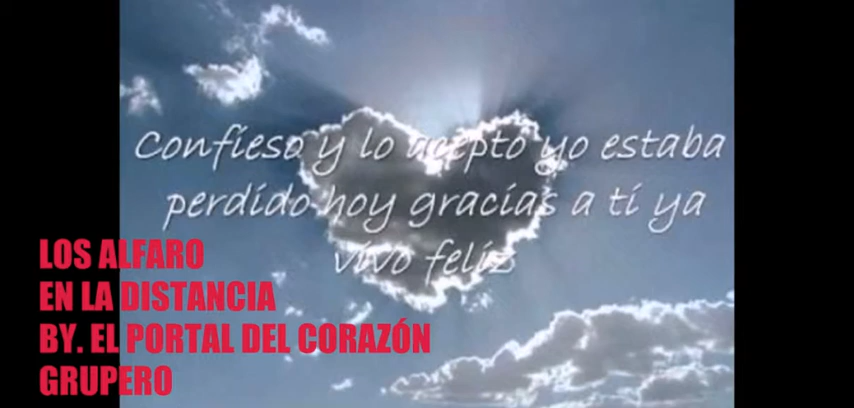 Confieso y lo acepto yo estaba
perdido hoy gracias a ti ya
vivo feliz
LOS ALFARO
EN LA DISTANCIA
BY. EL PORTAL DEL CORAZÓN
GRUPERO